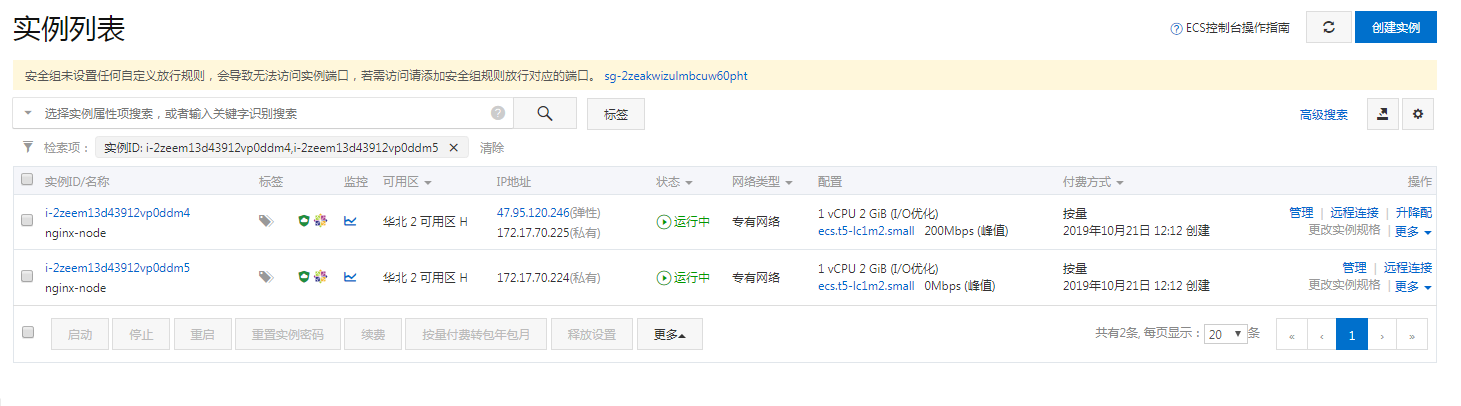 实例列表
?ECS控制台操作指南 创建实例
安全组未设置任何自定义放行规则，会导致无法访问实例端口，若需访问请添加安全组规则放行对应的端口。 sg-2zeakwizulmbcuw60pht
选择实例属性项搜索，或者输入关键字识别搜索 ? 标签 高级搜索
检索项： 实例ID: i-2zeem13d43912vp0ddm4,i-2zeem13d43912vp0ddm5 × 清除
实例ID/名称 标签 监控 可用区 IP地址 状态 网络类型 配置 付费方式 操作
i-2zeem13d43912vp0ddm4 47.95.120.246(弹性) 1 vCPU 2 GiB (I/O优化) 按量 管理 | 远程连接 | 升降配
nginx-node 华北 2 可用区 H 172.17.70.225(私有) 运行中 专有网络 ecs.t5-lc1m2.small 200Mbps (峰值) 2019年10月21日 12:12 创建 更改实例规格 | 更多
i-2zeem13d43912vp0ddm5 1 vCPU 2 GiB (I/O优化) 按量 管理 | 远程连接
nginx-node 华北 2 可用区 H 172.17.70.224(私有) 运行中 专有网络 ecs.t5-lc1m2.small 0Mbps (峰值) 2019年10月21日 12:12 创建 更改实例规格 | 更多
启动 停止 重启 重置实例密码 续费 按量付费转包年包月 释放设置 更多 共有2条, 每页显示：20 条 « ‹ 1 › »